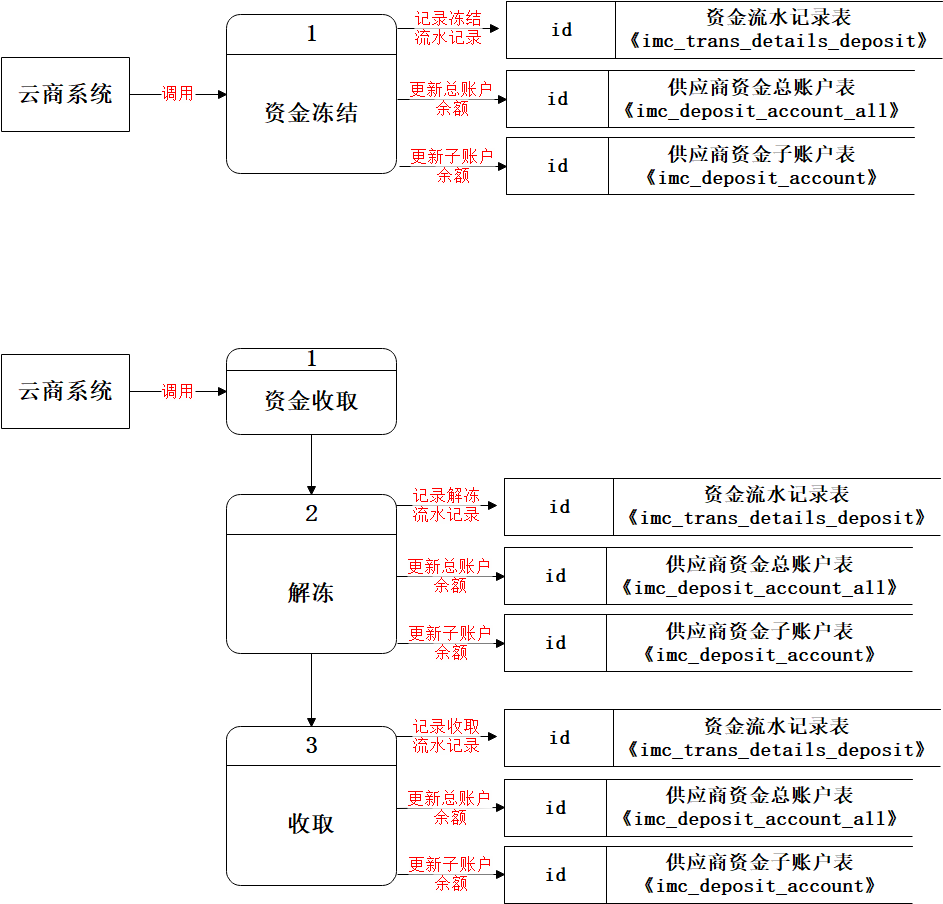 云商系统
调用
1
资金冻结
记录冻结
流水记录
id
资金流水记录表
《imc_trans_details_deposit》
更新总账户
余额
id
供应商资金总账户表
《imc_deposit_account_all》
更新子账户
余额
id
供应商资金子账户表
《imc_deposit_account》
云商系统
调用
1
资金收取
2
解冻
记录解冻
流水记录
id
资金流水记录表
《imc_trans_details_deposit》
更新总账户
余额
id
供应商资金总账户表
《imc_deposit_account_all》
更新子账户
余额
id
供应商资金子账户表
《imc_deposit_account》
3
收取
记录收取
流水记录
id
资金流水记录表
《imc_trans_details_deposit》
更新总账户
余额
id
供应商资金总账户表
《imc_deposit_account_all》
更新子账户
余额
id
供应商资金子账户表
《imc_deposit_account》